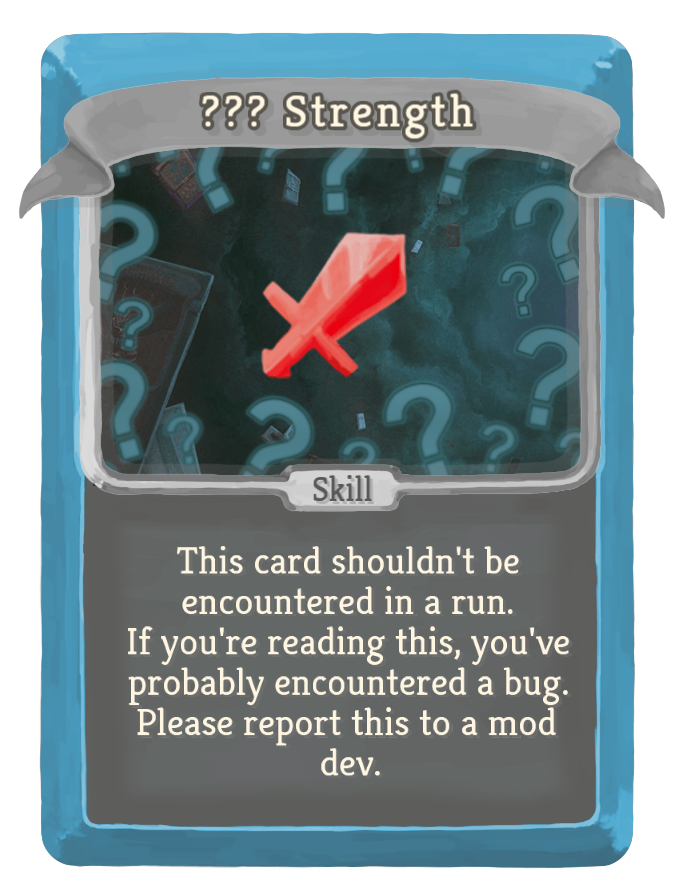 ??? Strength
Skill
This card shouldn't be
encountered in a run.
If you're reading this, you've
probably encountered a bug.
Please report this to a mod
dev.